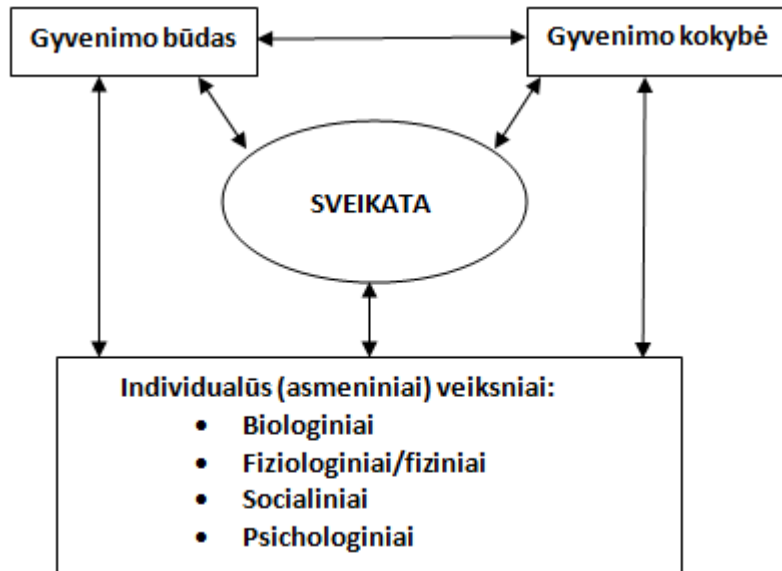 Gyvenimo būdas
Gyvenimo kokybė
SVEIKATA
Individualūs (asmeniniai) veiksniai:
• Biologiniai
• Fiziologiniai/fiziniai
• Socialiniai
• Psichologiniai